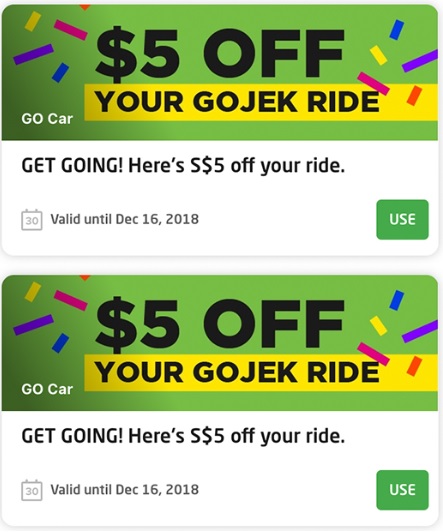 $5 OFF
YOUR GOJEK RIDE
GO Car
GET GOING! Here's S$5 off your ride.
30 Valid until Dec 16, 2018 USE
$5 OFF
YOUR GOJEK RIDE
GO Car
GET GOING! Here's S$5 off your ride.
30 Valid until Dec 16, 2018 USE